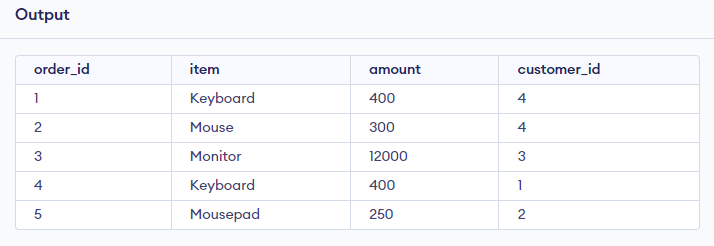 Output
order_id item amount customer_id
1 Keyboard 400 4
2 Mouse 300 4
3 Monitor 12000 3
4 Keyboard 400 1
5 Mousepad 250 2